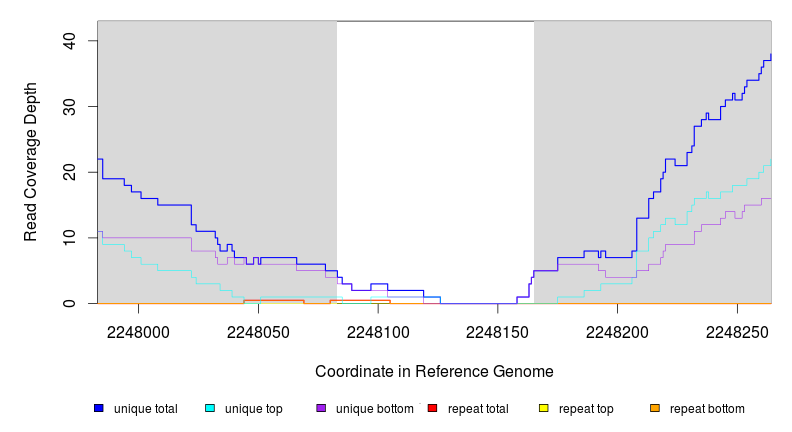 40
30
20
10
0
Read Coverage Depth
2248000 2248050 2248100 2248150 2248200 2248250
Coordinate in Reference Genome
unique total unique top unique bottom repeat total repeat top repeat bottom